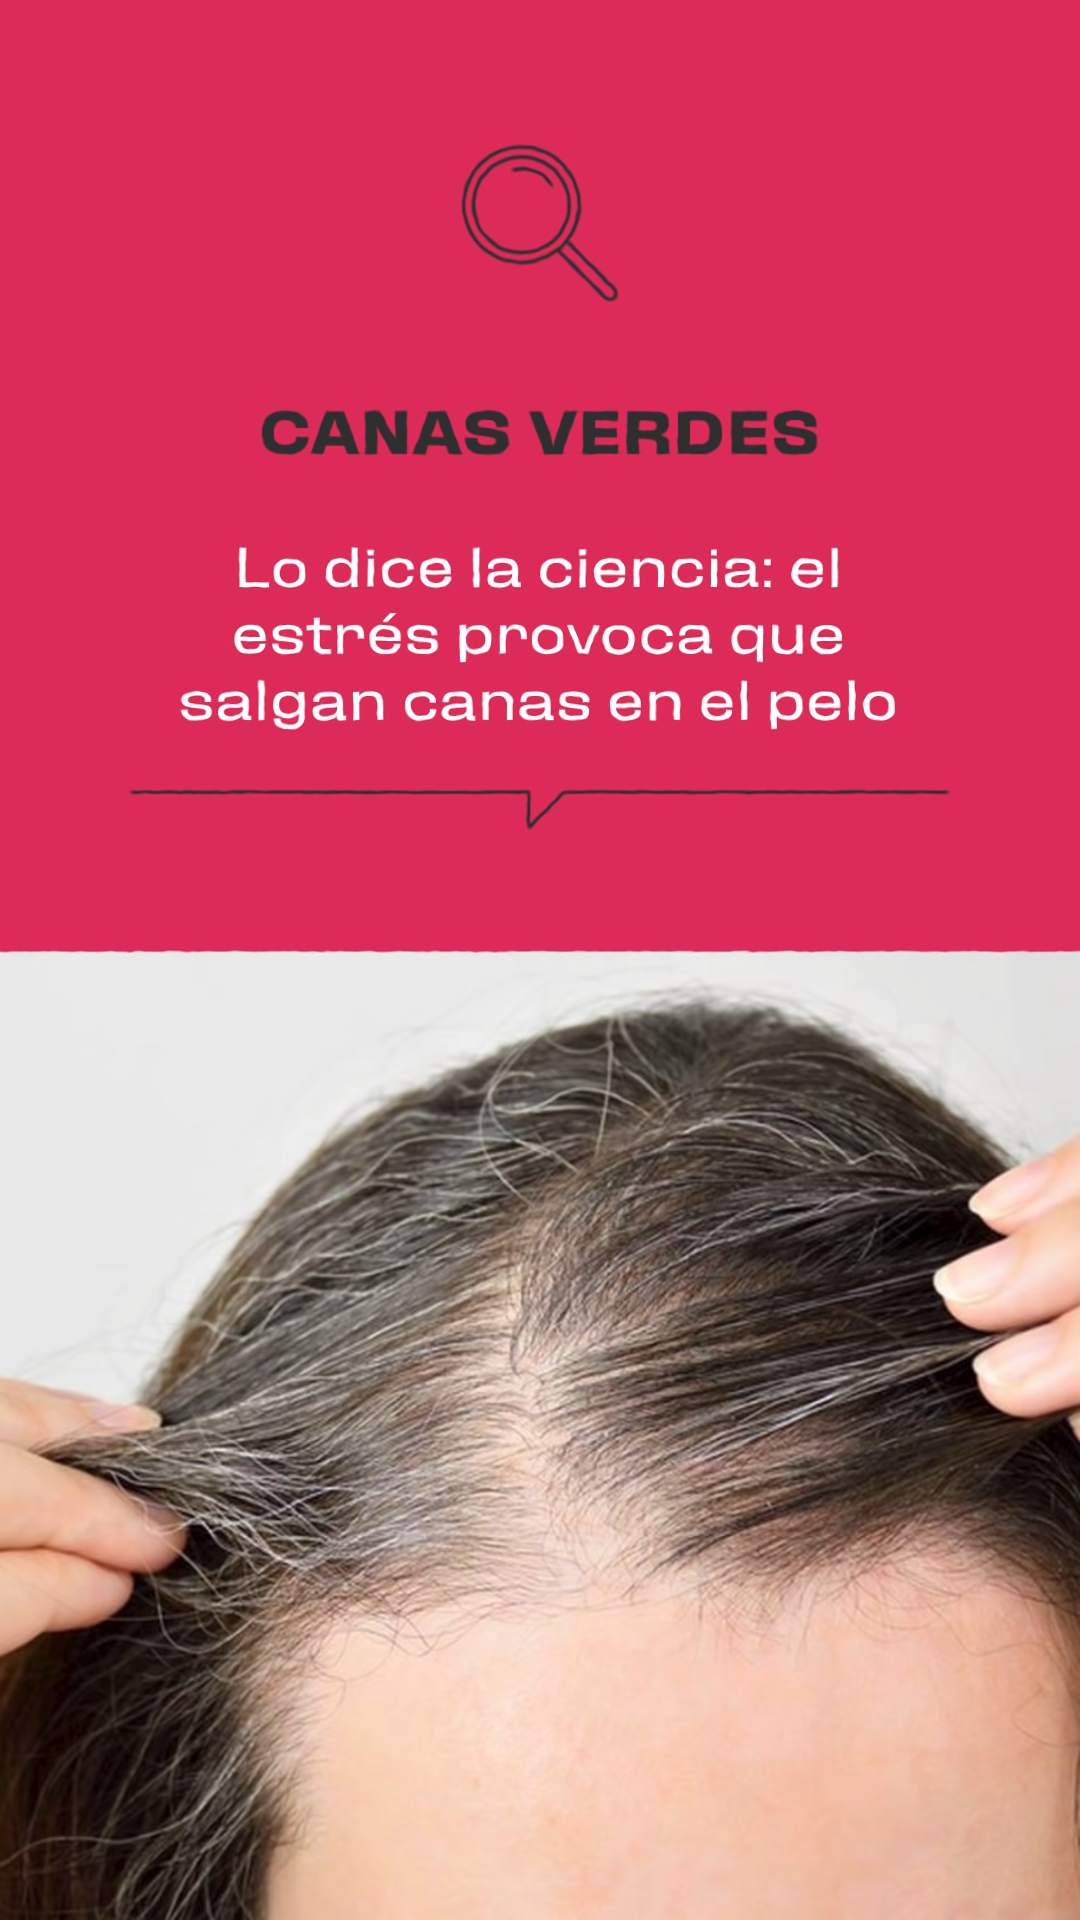 CANAS VERDES
Lo dice la ciencia: el
estrés provoca que
salgan canas en el pelo